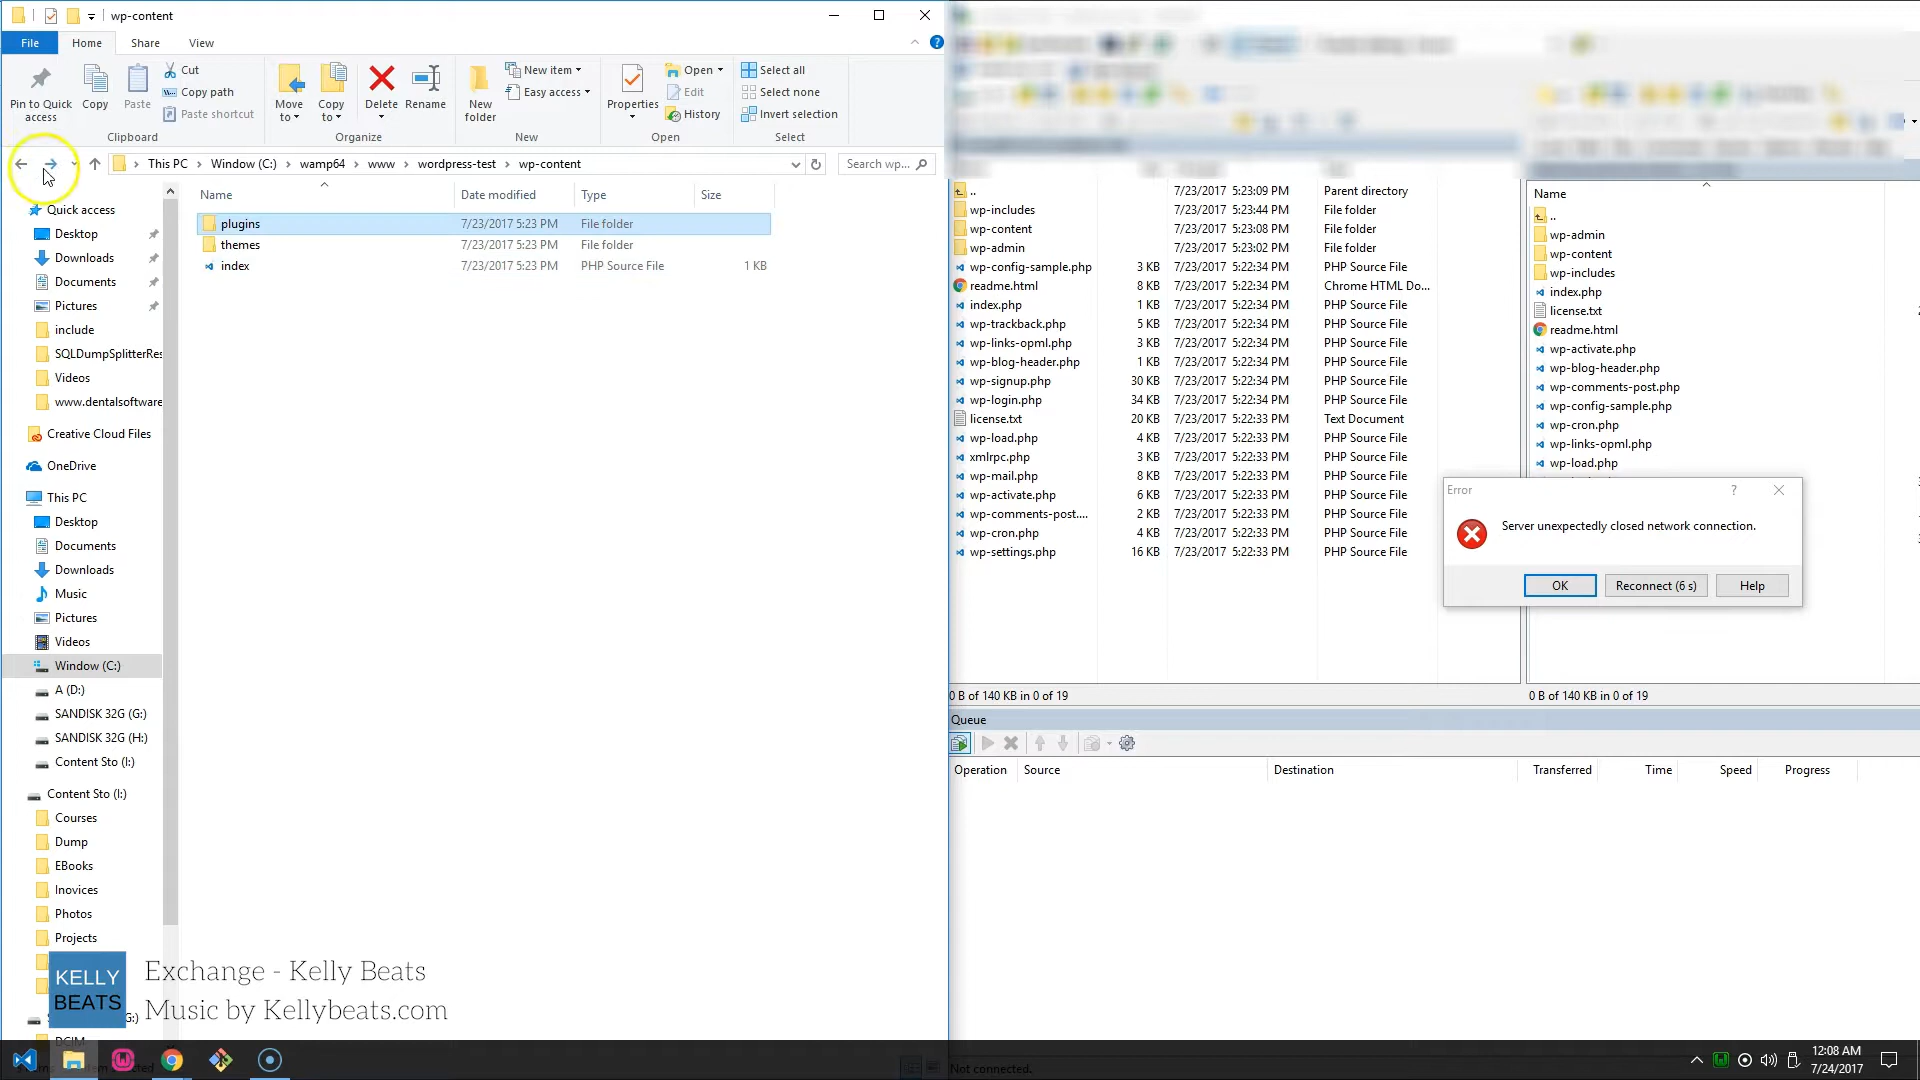 wp-content
File Home Share View
Pin to Quick access
Copy
Paste
Cut
Copy path
Paste shortcut
Clipboard
Move to
Copy to
Delete
Rename
Organize
New folder
New item
Easy access
New
Properties
Open
Edit
History
Open
Select all
Select none
Invert selection
Select
This PC > Window (C:) > wamp64 > www > wordpress-test > wp-content
Search wp...
Name Date modified Type Size
plugins 7/23/2017 5:23 PM File folder
themes 7/23/2017 5:23 PM File folder
index 7/23/2017 5:23 PM PHP Source File 1 KB
Quick access
Desktop
Downloads
Documents
Pictures
include
SQLDumpSplitterRes
Videos
www.dentalsoftware
Creative Cloud Files
OneDrive
This PC
Desktop
Documents
Downloads
Music
Pictures
Videos
Window (C:)
A (D:)
SANDISK 32G (G:)
SANDISK 32G (H:)
Content Sto (I:)
Content Sto (I:)
Courses
Dump
EBooks
Inovices
Photos
Projects
G:)
DCIM
KELLY BEATS
Exchange - Kelly Beats
Music by Kellybeats.com
.. 7/23/2017 5:23:09 PM Parent directory
wp-includes 7/23/2017 5:23:44 PM File folder
wp-content 7/23/2017 5:23:08 PM File folder
wp-admin 7/23/2017 5:23:02 PM File folder
wp-config-sample.php 3 KB 7/23/2017 5:22:34 PM PHP Source File
readme.html 8 KB 7/23/2017 5:22:34 PM Chrome HTML Do...
index.php 1 KB 7/23/2017 5:22:34 PM PHP Source File
wp-trackback.php 5 KB 7/23/2017 5:22:34 PM PHP Source File
wp-links-opml.php 3 KB 7/23/2017 5:22:34 PM PHP Source File
wp-blog-header.php 1 KB 7/23/2017 5:22:34 PM PHP Source File
wp-signup.php 30 KB 7/23/2017 5:22:34 PM PHP Source File
wp-login.php 34 KB 7/23/2017 5:22:34 PM PHP Source File
license.txt 20 KB 7/23/2017 5:22:33 PM Text Document
wp-load.php 4 KB 7/23/2017 5:22:33 PM PHP Source File
xmlrpc.php 3 KB 7/23/2017 5:22:33 PM PHP Source File
wp-mail.php 8 KB 7/23/2017 5:22:33 PM PHP Source File
wp-activate.php 6 KB 7/23/2017 5:22:33 PM PHP Source File
wp-comments-post.... 2 KB 7/23/2017 5:22:33 PM PHP Source File
wp-cron.php 4 KB 7/23/2017 5:22:33 PM PHP Source File
wp-settings.php 16 KB 7/23/2017 5:22:33 PM PHP Source File
0 B of 140 KB in 0 of 19
Name
..
wp-admin
wp-content
wp-includes
index.php
license.txt
readme.html
wp-activate.php
wp-blog-header.php
wp-comments-post.php
wp-config-sample.php
wp-cron.php
wp-links-opml.php
wp-load.php
Error
Server unexpectedly closed network connection.
OK Reconnect (6 s) Help
0 B of 140 KB in 0 of 19
Queue
Operation Source Destination Transferred Time Speed Progress
Not connected.
12:08 AM
7/24/2017